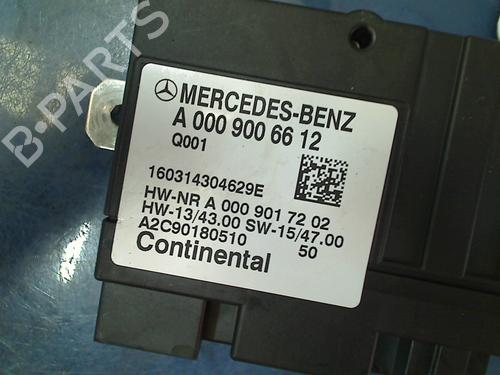 MERCEDES-BENZ
A 000 900 66 12
Q001
160314304629E
HW-NR A 000 901 72 02
HW-13/43.00 SW-15/47.00
A2C90180510 50
Continental
B-PARTS